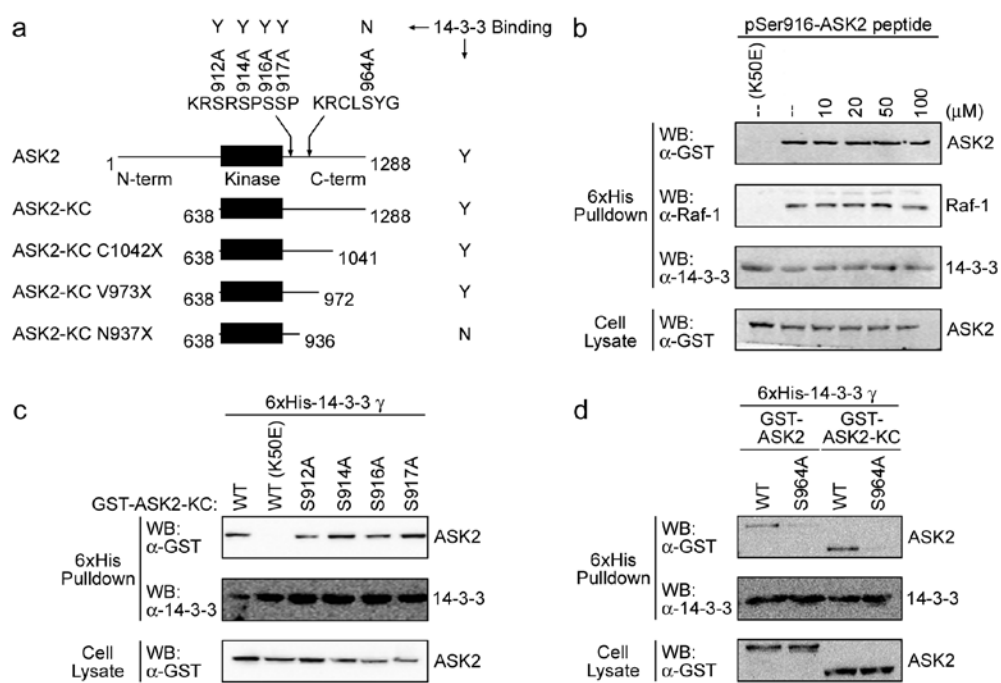 a
Y Y Y Y N ← 14-3-3 Binding
912A 914A 916A 917A 964A
KRSRSPSSP KRCLSYG
ASK2 1 1288 Y
N-term Kinase C-term
ASK2-KC 638 1288 Y
ASK2-KC C1042X 638 1041 Y
ASK2-KC V973X 638 972 Y
ASK2-KC N937X 638 936 N
b
pSer916-ASK2 peptide
-- (K50E) -- 10 20 50 100 (μM)
6xHis Pulldown
WB: α-GST ASK2
WB: α-Raf-1 Raf-1
WB: α-14-3-3 14-3-3
Cell Lysate WB: α-GST ASK2
c
6xHis-14-3-3 γ
GST-ASK2-KC: WT WT (K50E) S912A S914A S916A S917A
6xHis Pulldown
WB: α-GST ASK2
WB: α-14-3-3 14-3-3
Cell Lysate WB: α-GST ASK2
d
6xHis-14-3-3 γ
GST-ASK2 GST-ASK2-KC
WT S964A WT S964A
6xHis Pulldown
WB: α-GST ASK2
WB: α-14-3-3 14-3-3
Cell Lysate WB: α-GST ASK2